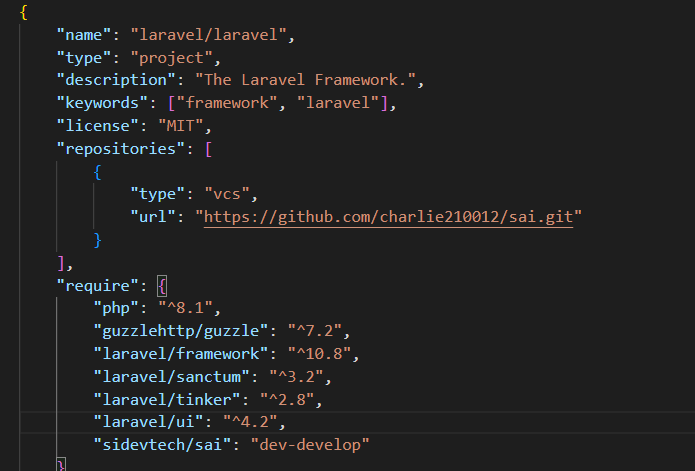 {
"name": "laravel/laravel",
"type": "project",
"description": "The Laravel Framework.",
"keywords": ["framework", "laravel"],
"license": "MIT",
"repositories": [
{
"type": "vcs",
"url": "https://github.com/charlie210012/sai.git"
}
],
"require": {
"php": "^8.1",
"guzzlehttp/guzzle": "^7.2",
"laravel/framework": "^10.8",
"laravel/sanctum": "^3.2",
"laravel/tinker": "^2.8",
"laravel/ui": "^4.2",
"sidevtech/sai": "dev-develop"
}